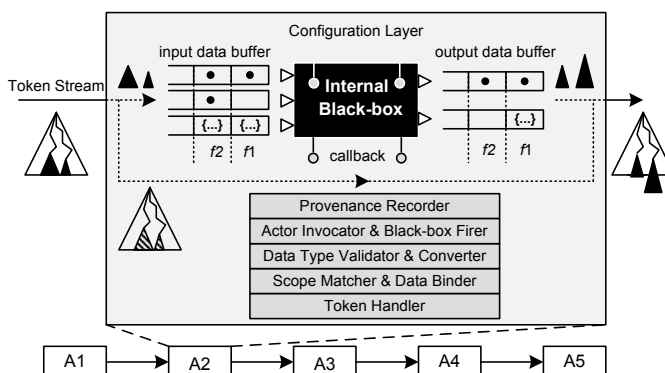 Configuration Layer
input data buffer
output data buffer
Token Stream
Internal
Black-box
{...} {...}
{...}
f2 f1
callback
f2 f1
Provenance Recorder
Actor Invocator & Black-box Firer
Data Type Validator & Converter
Scope Matcher & Data Binder
Token Handler
A1 A2 A3 A4 A5